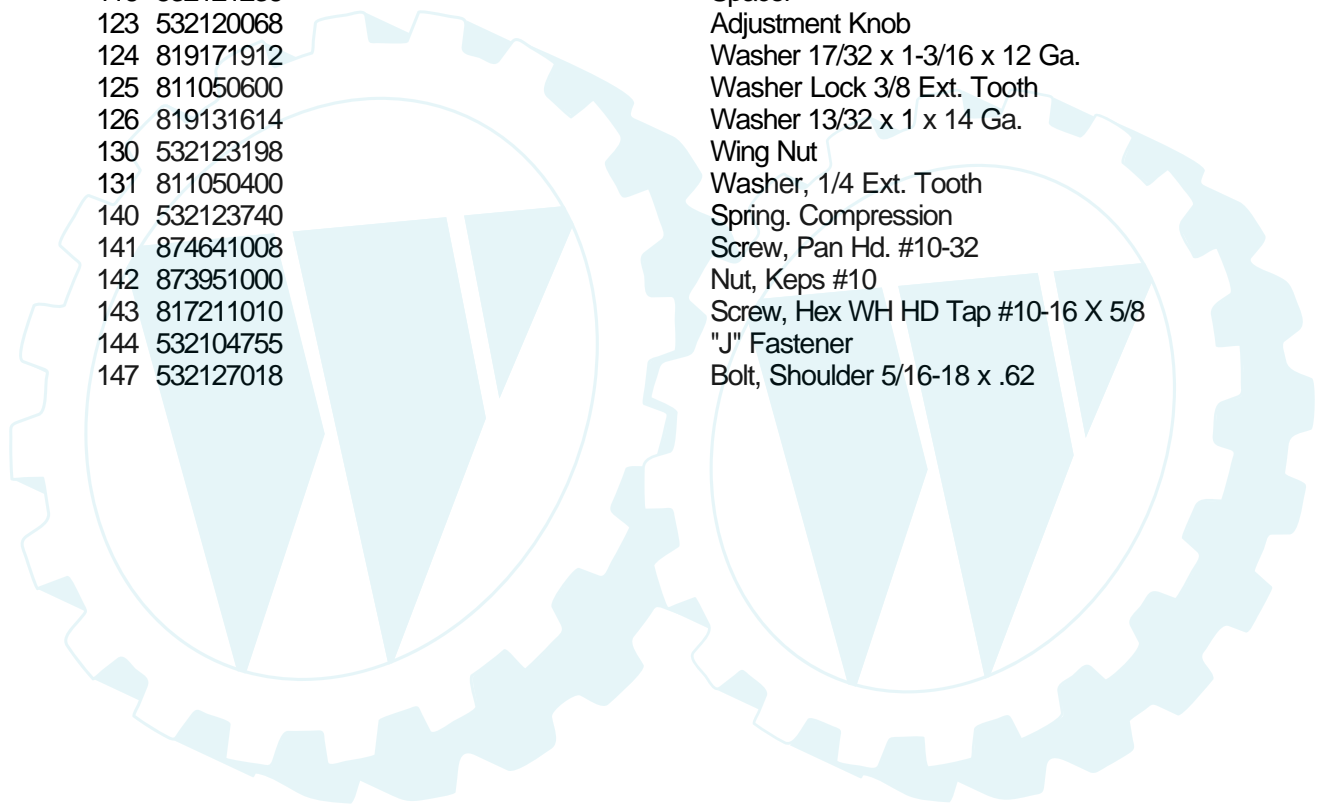 123 532120068 Adjustment Knob
124 819171912 Washer 17/32 x 1-3/16 x 12 Ga.
125 811050600 Washer Lock 3/8 Ext. Tooth
126 819131614 Washer 13/32 x 1 x 14 Ga.
130 532123198 Wing Nut
131 811050400 Washer, 1/4 Ext. Tooth
140 532123740 Spring. Compression
141 874641008 Screw, Pan Hd. #10-32
142 873951000 Nut, Keps #10
143 817211010 Screw, Hex WH HD Tap #10-16 X 5/8
144 532104755 "J" Fastener
147 532127018 Bolt, Shoulder 5/16-18 x .62